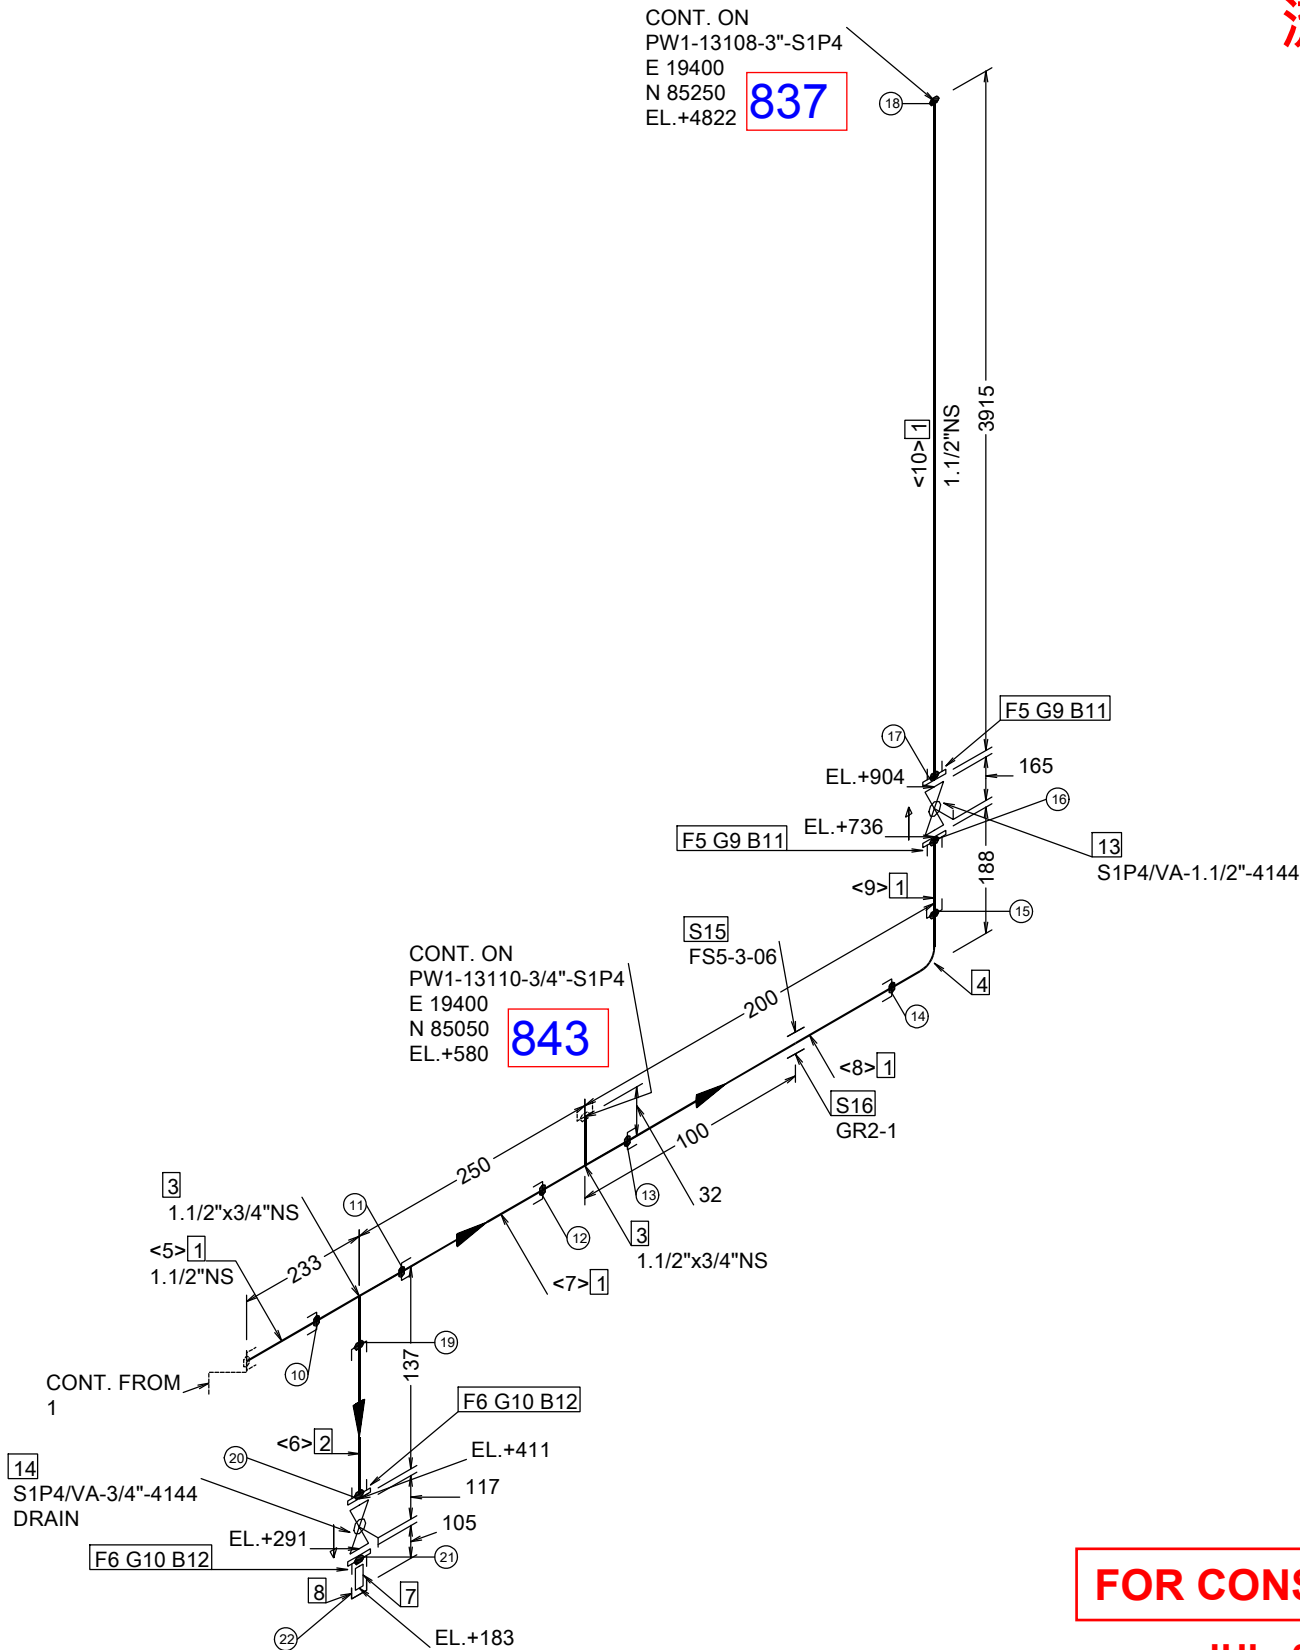 CONT. ON
PW1-13108-3"-S1P4
E 19400
N 85250
EL.+4822
837
18
3915
<10> 1
1.1/2"NS
F5 G9 B11
17
EL.+904
165
16
EL.+736
F5 G9 B11
13
S1P4/VA-1.1/2"-4144
188
<9> 1
15
S15
FS5-3-06
CONT. ON
PW1-13110-3/4"-S1P4
E 19400
N 85050
EL.+580
843
200
4
14
<8> 1
S16
GR2-1
100
250
13
32
3
1.1/2"x3/4"NS
11
12
3
1.1/2"x3/4"NS
<5> 1
1.1/2"NS
233
<7> 1
10
19
137
CONT. FROM
1
F6 G10 B12
<6> 2
20
EL.+411
14
S1P4/VA-3/4"-4144
DRAIN
117
105
EL.+291
F6 G10 B12
21
8
7
22
EL.+183
FOR CONS